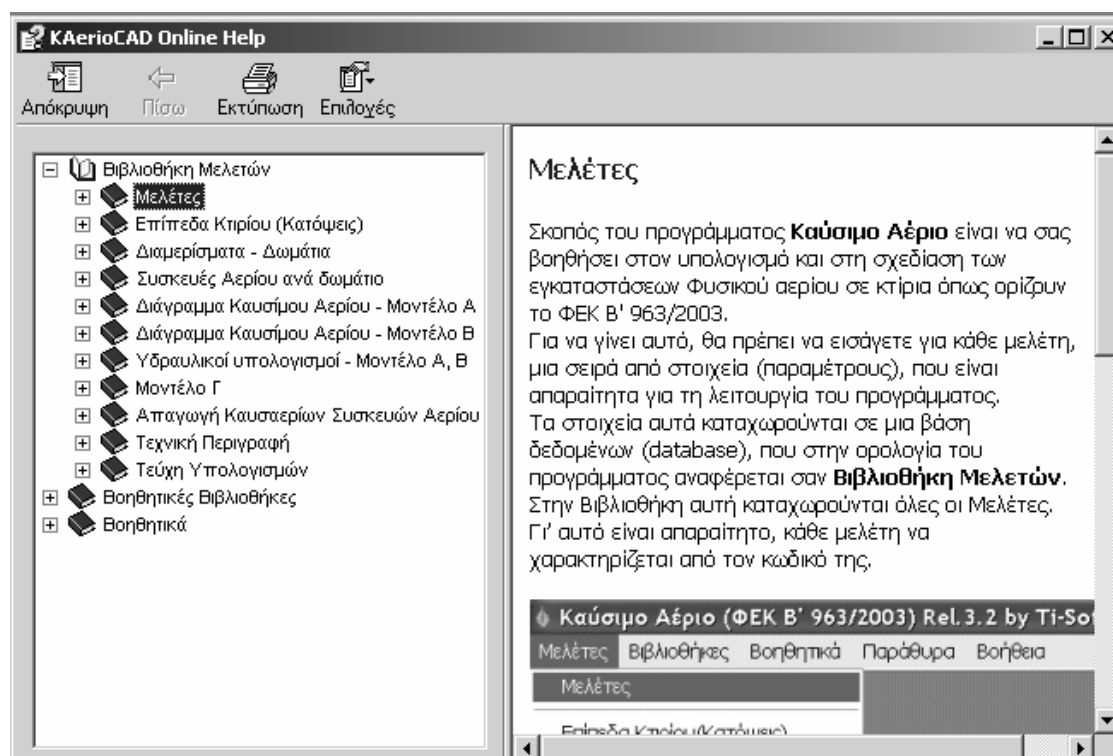 KAerioCAD Online Help
Απόκρυψη Πίσω Εκτύπωση Επιλογές
Βιβλιοθήκη Μελετών
Μελέτες
Επίπεδα Κτιρίου (Κατόψεις)
Διαμερίσματα - Δωμάτια
Συσκευές Αερίου ανά δωμάτιο
Διάγραμμα Καυσίμου Αερίου - Μοντέλο Α
Διάγραμμα Καυσίμου Αερίου - Μοντέλο Β
Υδραυλικοί υπολογισμοί - Μοντέλο Α, Β
Μοντέλο Γ
Απαγωγή Καυσαερίων Συσκευών Αερίου
Τεχνική Περιγραφή
Τεύχη Υπολογισμών
Βοηθητικές Βιβλιοθήκες
Βοηθητικά
Μελέτες
Σκοπός του προγράμματος Καύσιμο Αέριο είναι να σας
βοηθήσει στον υπολογισμό και στη σχεδίαση των
εγκαταστάσεων Φυσικού αερίου σε κτίρια όπως ορίζουν
το ΦΕΚ Β' 963/2003.
Για να γίνει αυτό, θα πρέπει να εισάγετε για κάθε μελέτη,
μια σειρά από στοιχεία (παραμέτρους), που είναι
απαραίτητα για τη λειτουργία του προγράμματος.
Τα στοιχεία αυτά καταχωρούνται σε μια βάση
δεδομένων (database), που στην ορολογία του
προγράμματος αναφέρεται σαν Βιβλιοθήκη Μελετών.
Στην Βιβλιοθήκη αυτή καταχωρούνται όλες οι Μελέτες.
Γι' αυτό είναι απαραίτητο, κάθε μελέτη να
χαρακτηρίζεται από τον κωδικό της.
Καύσιμο Αέριο (ΦΕΚ Β' 963/2003) Rel.3.2 by Ti-Sof
Μελέτες Βιβλιοθήκες Βοηθητικά Παράθυρα Βοήθεια
Μελέτες
Επίπεδα Κτιρίου(Κατόψεις)